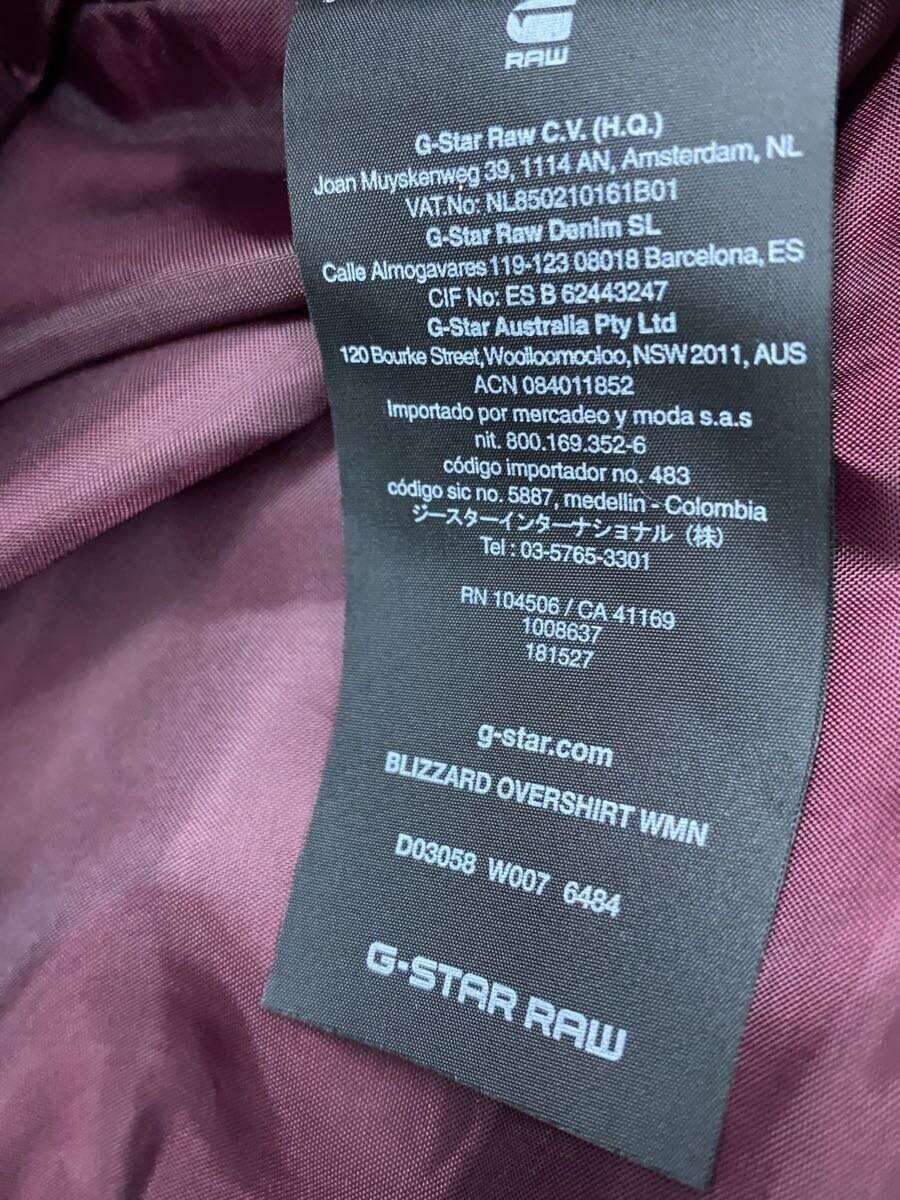 RAW
G-Star Raw C.V. (H.Q.)
Joan Muyskenweg 39, 1114 AN, Amsterdam, NL
VAT.No: NL850210161B01
G-Star Raw Denim SL
Calle Almogavares 119-123 08018 Barcelona, ES
CIF No: ES B 62443247
G-Star Australia Pty Ltd
120 Bourke Street, Woolloomooloo, NSW 2011, AUS
ACN 084011852
Importado por mercadeo y moda s.a.s
nit. 800.169.352-6
código importador no. 483
código sic no. 5887, medellin - Colombia
ジースターインターナショナル (株)
Tel : 03-5765-3301
RN 104506 / CA 41169
1008637
181527
g-star.com
BLIZZARD OVERSHIRT WMN
D03058 W007 6484
G-STAR RAW